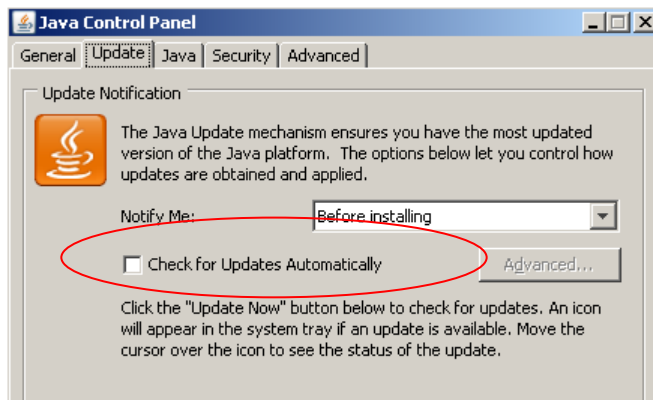 Java Control Panel
General Update Java Security Advanced
Update Notification
The Java Update mechanism ensures you have the most updated
version of the Java platform. The options below let you control how
updates are obtained and applied.
Notify Me: Before installing
Check for Updates Automatically Advanced...
Click the "Update Now" button below to check for updates. An icon
will appear in the system tray if an update is available. Move the
cursor over the icon to see the status of the update.